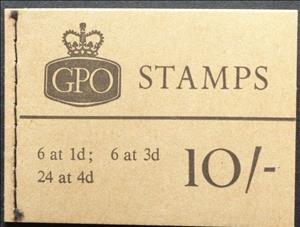 GPO STAMPS
6 at 1d; 6 at 3d
24 at 4d
10/-